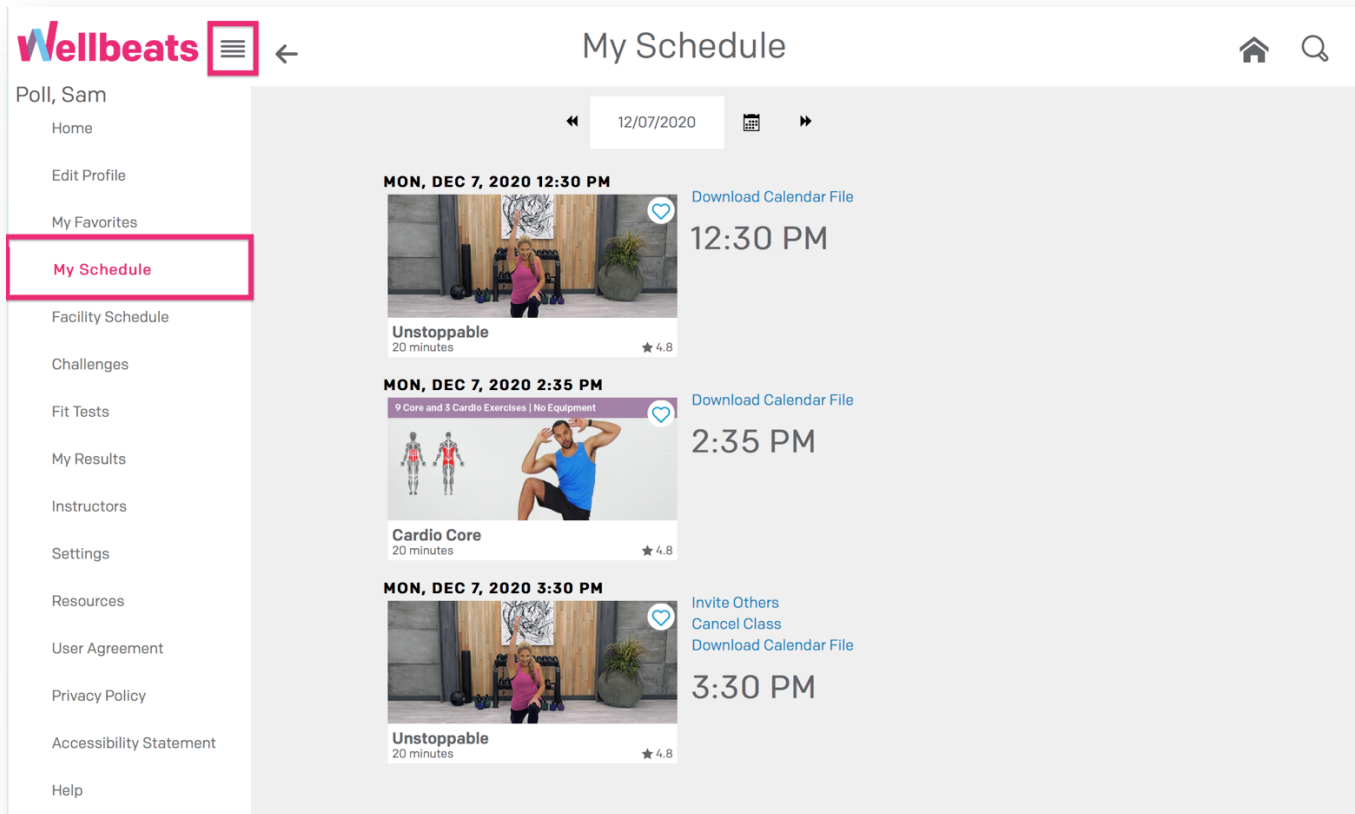 Wellbeats
My Schedule
Poll, Sam
Home
Edit Profile
My Favorites
My Schedule
Facility Schedule
Challenges
Fit Tests
My Results
Instructors
Settings
Resources
User Agreement
Privacy Policy
Accessibility Statement
Help
12/07/2020
MON, DEC 7, 2020 12:30 PM
Download Calendar File
12:30 PM
Unstoppable
20 minutes
4.8
MON, DEC 7, 2020 2:35 PM
9 Core and 3 Cardio Exercises | No Equipment
Download Calendar File
2:35 PM
Cardio Core
20 minutes
4.8
MON, DEC 7, 2020 3:30 PM
Invite Others
Cancel Class
Download Calendar File
3:30 PM
Unstoppable
20 minutes
4.8